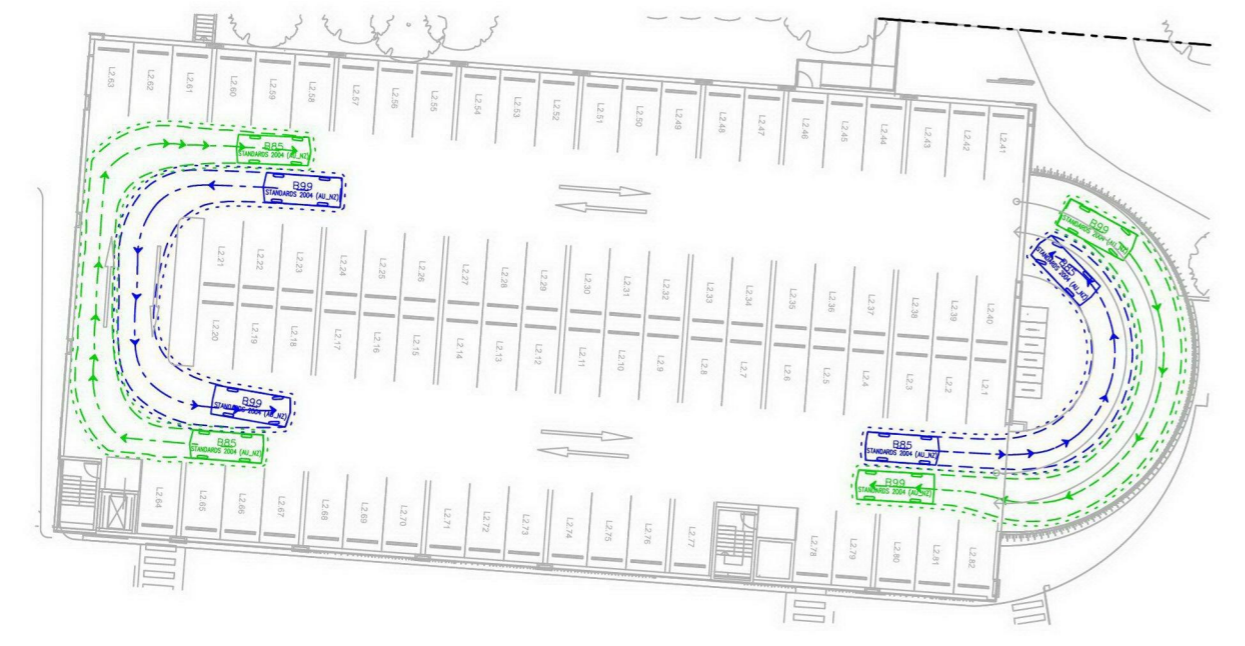 L2.63
L2.62
L2.61
L2.60
L2.59
L2.58
L2.57
L2.56
L2.55
L2.54
L2.53
L2.52
L2.51
L2.50
L2.49
L2.48
L2.47
L2.46
L2.45
L2.44
L2.43
L2.42
L2.41
B85
STANDARDS 2004 (AU_NZ)
B99
STANDARDS 2004 (AU_NZ)
B99
STANDARDS 2004 (AU_NZ)
B85
STANDARDS 2004 (AU_NZ)
L2.21
L2.22
L2.23
L2.24
L2.25
L2.26
L2.27
L2.28
L2.29
L2.30
L2.31
L2.32
L2.33
L2.34
L2.35
L2.36
L2.37
L2.38
L2.39
L2.40
L2.20
L2.19
L2.18
L2.17
L2.16
L2.15
L2.14
L2.13
L2.12
L2.11
L2.10
L2.9
L2.8
L2.7
L2.6
L2.5
L2.4
L2.3
L2.2
L2.1
B99
STANDARDS 2004 (AU_NZ)
B85
STANDARDS 2004 (AU_NZ)
B85
STANDARDS 2004 (AU_NZ)
B99
STANDARDS 2004 (AU_NZ)
L2.64
L2.65
L2.66
L2.67
L2.68
L2.69
L2.70
L2.71
L2.72
L2.73
L2.74
L2.75
L2.76
L2.77
L2.78
L2.79
L2.80
L2.81
L2.82